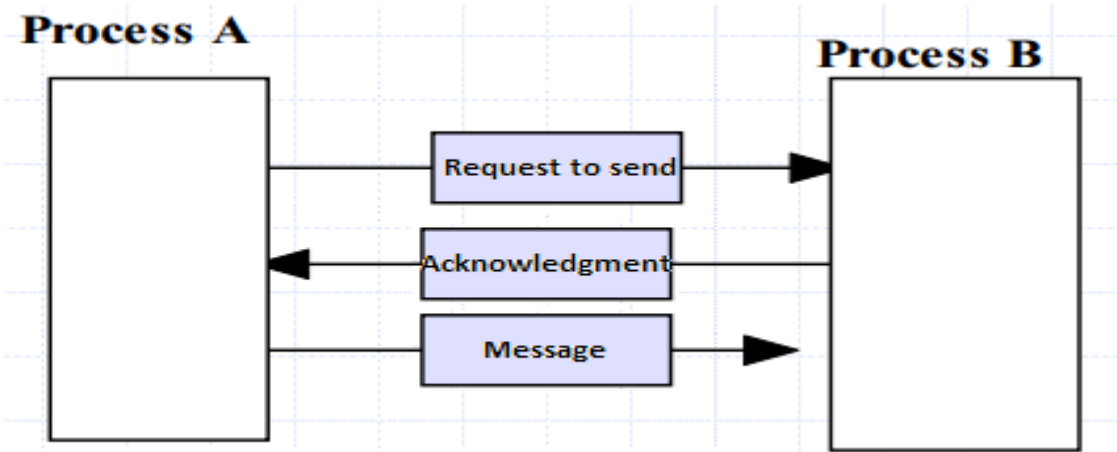 Process A
Process B
Request to send
Acknowledgment
Message